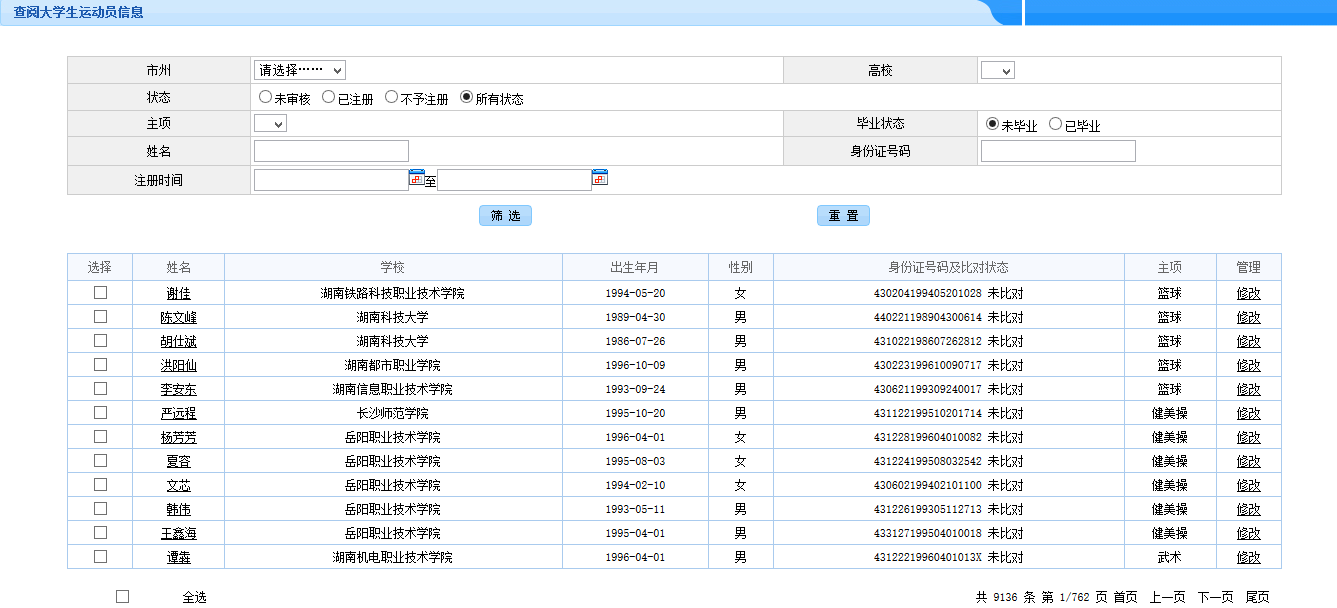 查阅大学生运动员信息
市州 请选择…… 高校
状态 未审核 已注册 不予注册 所有状态
主项 毕业状态 未毕业 已毕业
姓名 身份证号码
注册时间 至
筛 选 重 置
选择 姓名 学校 出生年月 性别 身份证号码及比对状态 主项 管理
谢佳 湖南铁路科技职业技术学院 1994-05-20 女 430204199405201028 未比对 篮球 修改
陈文峰 湖南科技大学 1989-04-30 男 440221198904300614 未比对 篮球 修改
胡仕斌 湖南科技大学 1986-07-26 男 431022198607262812 未比对 篮球 修改
洪阳仙 湖南都市职业学院 1996-10-09 男 430223199610090717 未比对 篮球 修改
李安东 湖南信息职业技术学院 1993-09-24 男 430621199309240017 未比对 篮球 修改
严远程 长沙师范学院 1995-10-20 男 431122199510201714 未比对 健美操 修改
杨芳芳 岳阳职业技术学院 1996-04-01 女 431228199604010082 未比对 健美操 修改
夏容 岳阳职业技术学院 1995-08-03 女 431224199508032542 未比对 健美操 修改
文芯 岳阳职业技术学院 1994-02-10 女 430602199402101100 未比对 健美操 修改
韩伟 岳阳职业技术学院 1993-05-11 男 431226199305112713 未比对 健美操 修改
王鑫海 岳阳职业技术学院 1995-04-01 男 433127199504010018 未比对 健美操 修改
谭犇 湖南机电职业技术学院 1996-04-01 男 43122219960401013X 未比对 武术 修改
全选 共 9136 条 第 1/762 页 首页 上一页 下一页 尾页